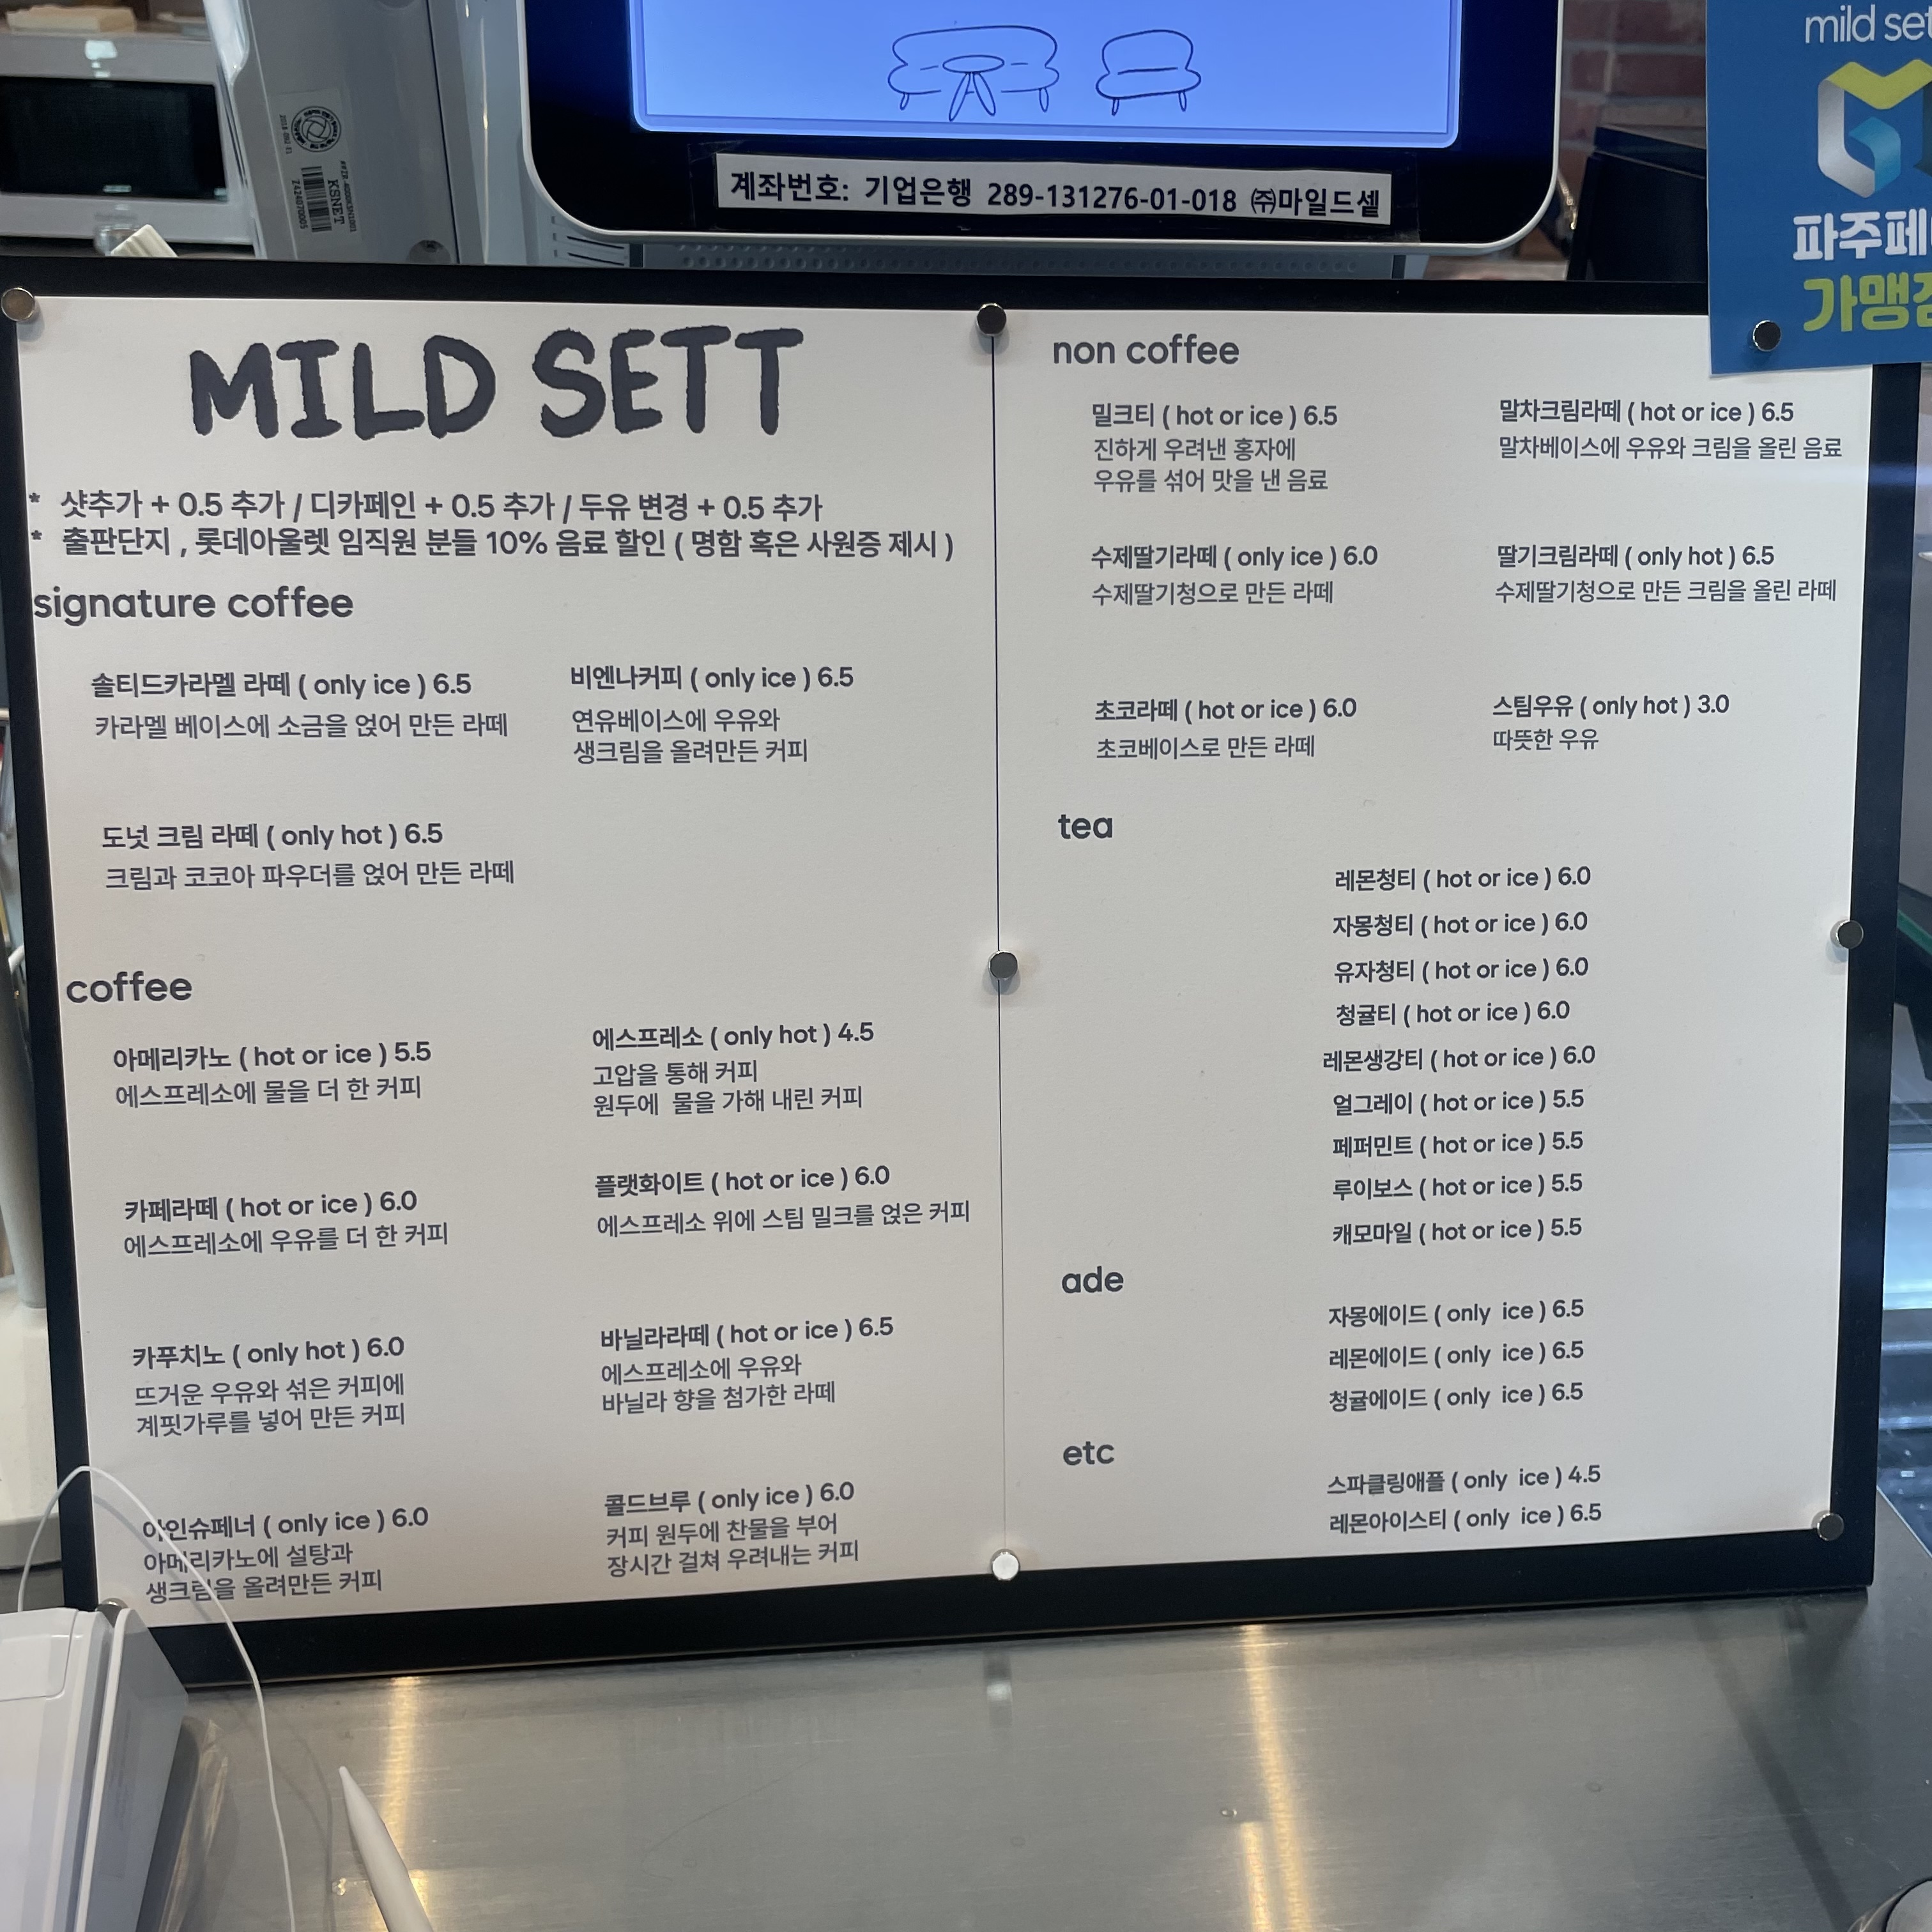 mild set
파주페
가맹
KSNET
계좌번호: 기업은행 289-131276-01-018 ㈜마일드셑
MILD SETT
* 샷추가 + 0.5 추가 / 디카페인 + 0.5 추가 / 두유 변경 + 0.5 추가
* 출판단지 , 롯데아울렛 임직원 분들 10% 음료 할인 ( 명함 혹은 사원증 제시 )
signature coffee
솔티드카라멜 라떼 ( only ice ) 6.5
카라멜 베이스에 소금을 얹어 만든 라떼
비엔나커피 ( only ice ) 6.5
연유베이스에 우유와
생크림을 올려만든 커피
도넛 크림 라떼 ( only hot ) 6.5
크림과 코코아 파우더를 얹어 만든 라떼
coffee
아메리카노 ( hot or ice ) 5.5
에스프레소에 물을 더 한 커피
에스프레소 ( only hot ) 4.5
고압을 통해 커피
원두에 물을 가해 내린 커피
카페라떼 ( hot or ice ) 6.0
에스프레소에 우유를 더 한 커피
플랫화이트 ( hot or ice ) 6.0
에스프레소 위에 스팀 밀크를 얹은 커피
카푸치노 ( only hot ) 6.0
뜨거운 우유와 섞은 커피에
계핏가루를 넣어 만든 커피
바닐라라떼 ( hot or ice ) 6.5
에스프레소에 우유와
바닐라 향을 첨가한 라떼
아인슈페너 ( only ice ) 6.0
아메리카노에 설탕과
생크림을 올려만든 커피
콜드브루 ( only ice ) 6.0
커피 원두에 찬물을 부어
장시간 걸쳐 우려내는 커피
non coffee
밀크티 ( hot or ice ) 6.5
진하게 우려낸 홍자에
우유를 섞어 맛을 낸 음료
말차크림라떼 ( hot or ice ) 6.5
말차베이스에 우유와 크림을 올린 음료
수제딸기라떼 ( only ice ) 6.0
수제딸기청으로 만든 라떼
딸기크림라떼 ( only hot ) 6.5
수제딸기청으로 만든 크림을 올린 라떼
초코라떼 ( hot or ice ) 6.0
초코베이스로 만든 라떼
스팀우유 ( only hot ) 3.0
따뜻한 우유
tea
레몬청티 ( hot or ice ) 6.0
자몽청티 ( hot or ice ) 6.0
유자청티 ( hot or ice ) 6.0
청귤티 ( hot or ice ) 6.0
레몬생강티 ( hot or ice ) 6.0
얼그레이 ( hot or ice ) 5.5
페퍼민트 ( hot or ice ) 5.5
루이보스 ( hot or ice ) 5.5
캐모마일 ( hot or ice ) 5.5
ade
자몽에이드 ( only ice ) 6.5
레몬에이드 ( only ice ) 6.5
청귤에이드 ( only ice ) 6.5
etc
스파클링애플 ( only ice ) 4.5
레몬아이스티 ( only ice ) 6.5